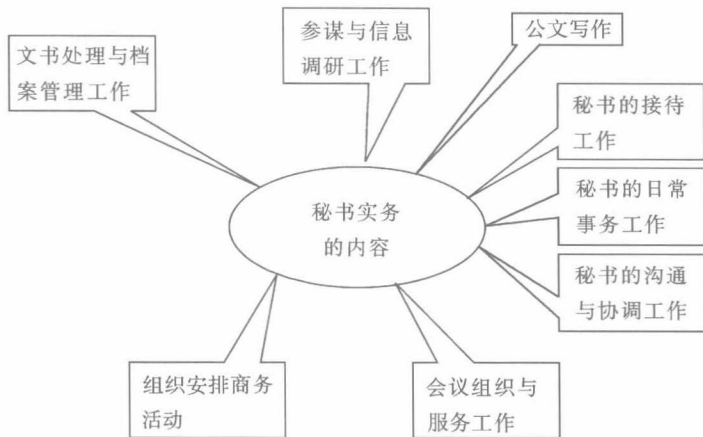 参谋与信息
调研工作
公文写作
文书处理与档
案管理工作
秘书的接待
工作
秘书实务
的内容
秘书的日常
事务工作
秘书的沟通
与协调工作
组织安排商务
活动
会议组织与
服务工作